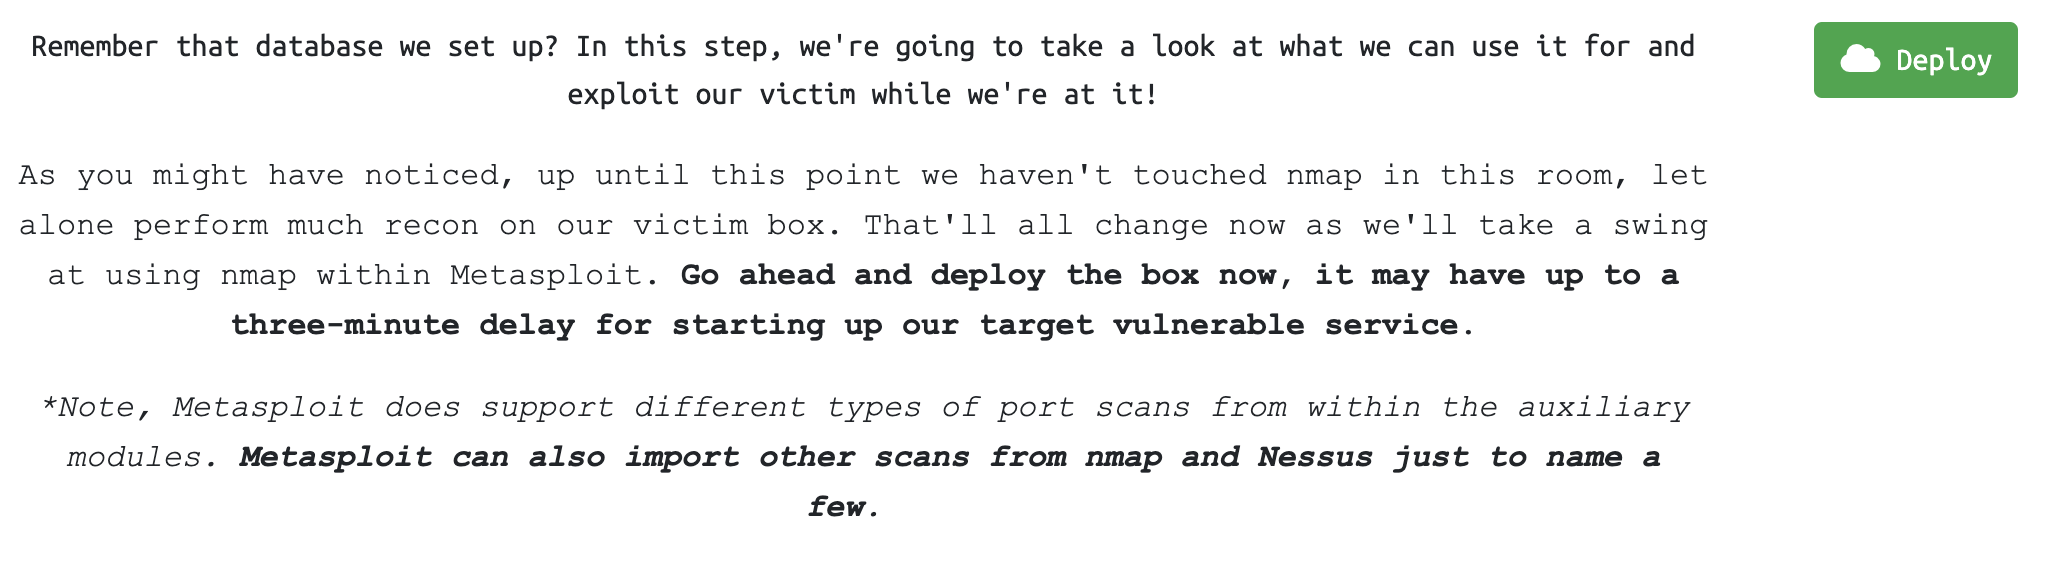 Remember that database we set up? In this step, we're going to take a look at what we can use it for and
exploit our victim while we're at it!
Deploy
As you might have noticed, up until this point we haven't touched nmap in this room, let
alone perform much recon on our victim box. That'll all change now as we'll take a swing
at using nmap within Metasploit. Go ahead and deploy the box now, it may have up to a
three-minute delay for starting up our target vulnerable service.
*Note, Metasploit does support different types of port scans from within the auxiliary
modules. Metasploit can also import other scans from nmap and Nessus just to name a
few.